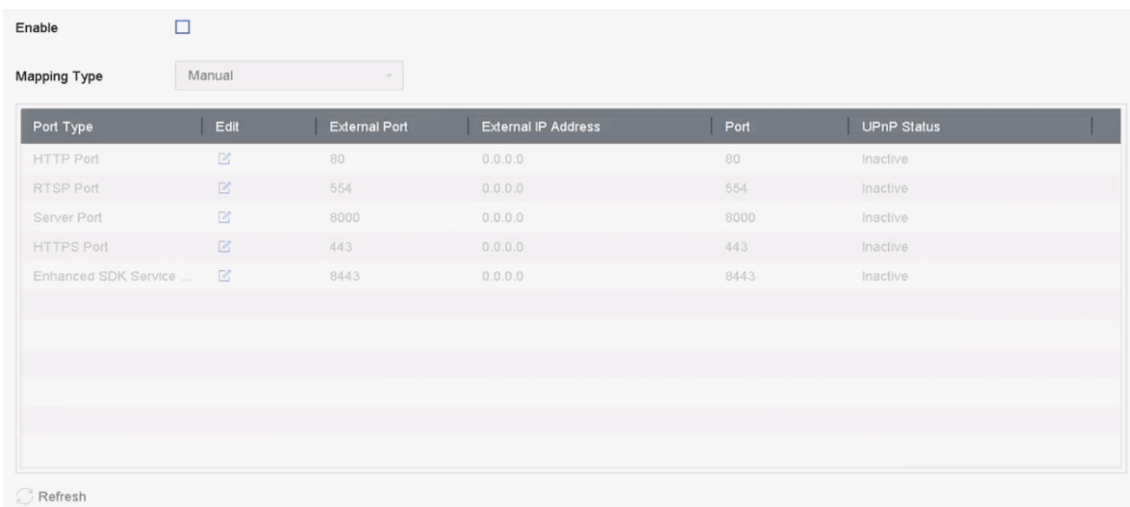 Enable
Mapping Type Manual
Port Type Edit External Port External IP Address Port UPnP Status
HTTP Port 80 0.0.0.0 80 Inactive
RTSP Port 554 0.0.0.0 554 Inactive
Server Port 8000 0.0.0.0 8000 Inactive
HTTPS Port 443 0.0.0.0 443 Inactive
Enhanced SDK Service ... 8443 0.0.0.0 8443 Inactive
Refresh